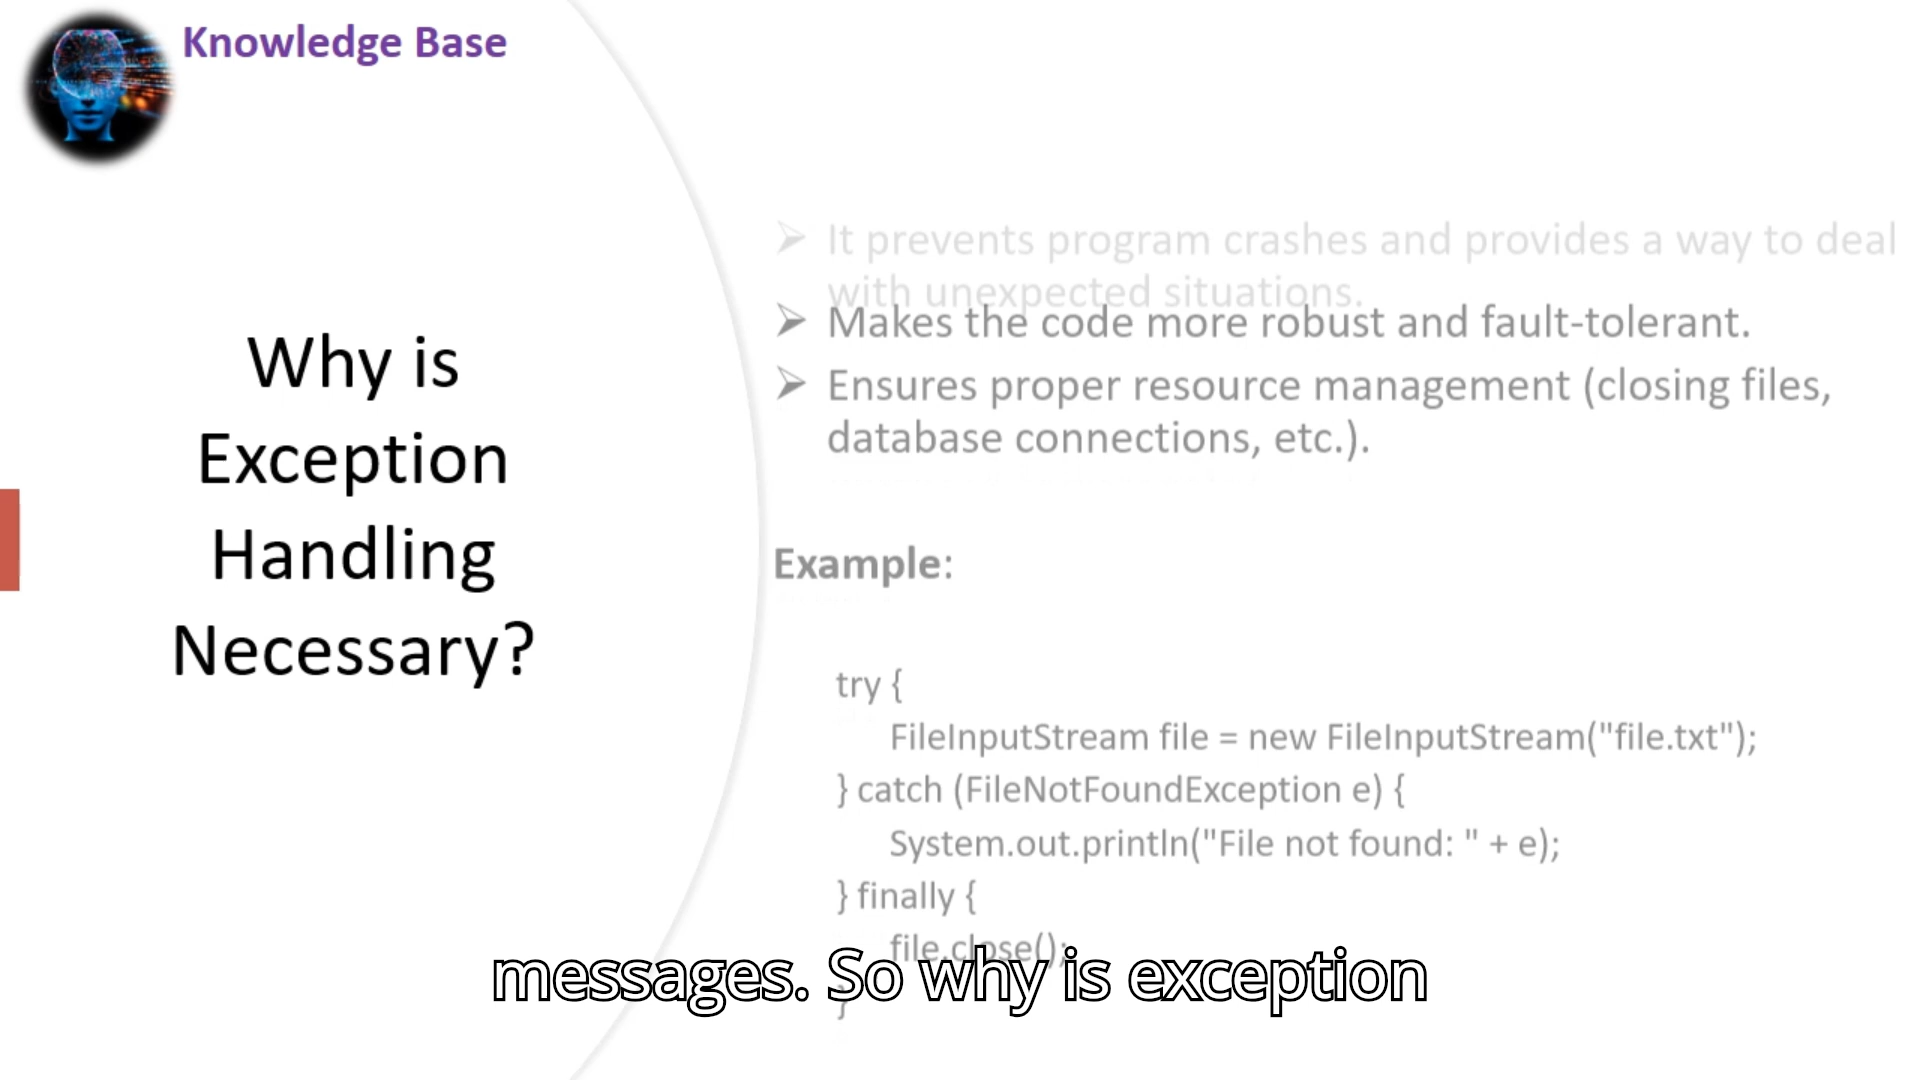 Knowledge Base
Why is
Exception
Handling
Necessary?
➢ It prevents program crashes and provides a way to deal
with unexpected situations.
➢ Makes the code more robust and fault-tolerant.
➢ Ensures proper resource management (closing files,
database connections, etc.).
Example:
try {
FileInputStream file = new FileInputStream("file.txt");
} catch (FileNotFoundException e) {
System.out.println("File not found: " + e);
} finally {
file.close();
}
messages. So why is exception